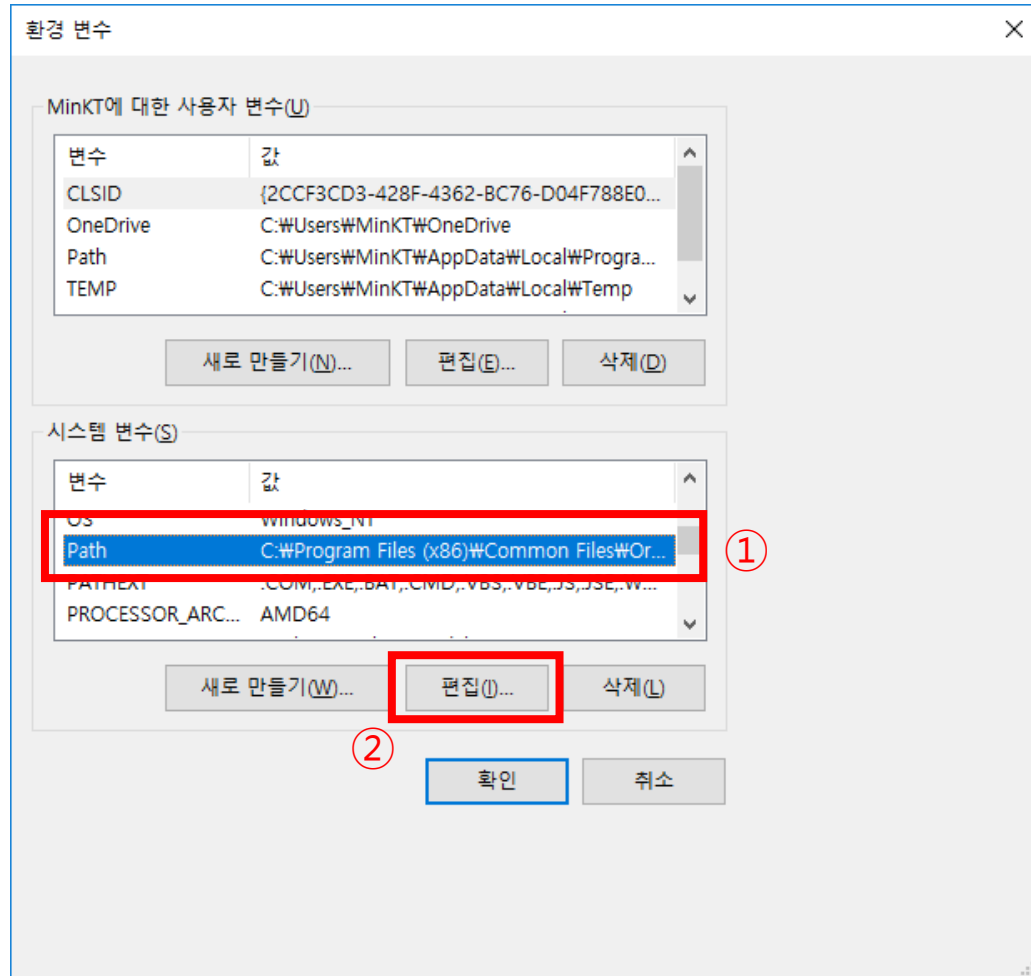 환경 변수
MinKT에 대한 사용자 변수(U)
변수 값
CLSID {2CCF3CD3-428F-4362-BC76-D04F788E0...
OneDrive C:₩Users₩MinKT₩OneDrive
Path C:₩Users₩MinKT₩AppData₩Local₩Progra...
TEMP C:₩Users₩MinKT₩AppData₩Local₩Temp
새로 만들기(N)... 편집(E)... 삭제(D)
시스템 변수(S)
변수 값
OS Windows_NT
Path C:₩Program Files (x86)₩Common Files₩Or...
①
PATHEXT .COM;.EXE;.BAT;.CMD;.VBS;.VBE;.JS;.JSE;.W...
PROCESSOR_ARC... AMD64
새로 만들기(W)... 편집(I)... 삭제(L)
②
확인 취소